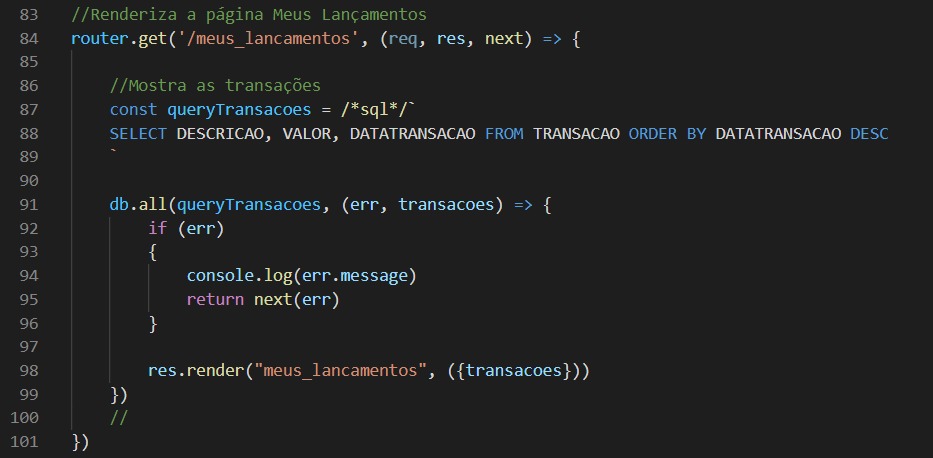 83 //Renderiza a página Meus Lançamentos
84 router.get('/meus_lancamentos', (req, res, next) => {
85
86 //Mostra as transações
87 const queryTransacoes = /*sql*/`
88 SELECT DESCRICAO, VALOR, DATATRANSACAO FROM TRANSACAO ORDER BY DATATRANSACAO DESC
89 `
90
91 db.all(queryTransacoes, (err, transacoes) => {
92 if (err)
93 {
94 console.log(err.message)
95 return next(err)
96 }
97
98 res.render("meus_lancamentos", ({transacoes}))
99 })
100 //
101 })